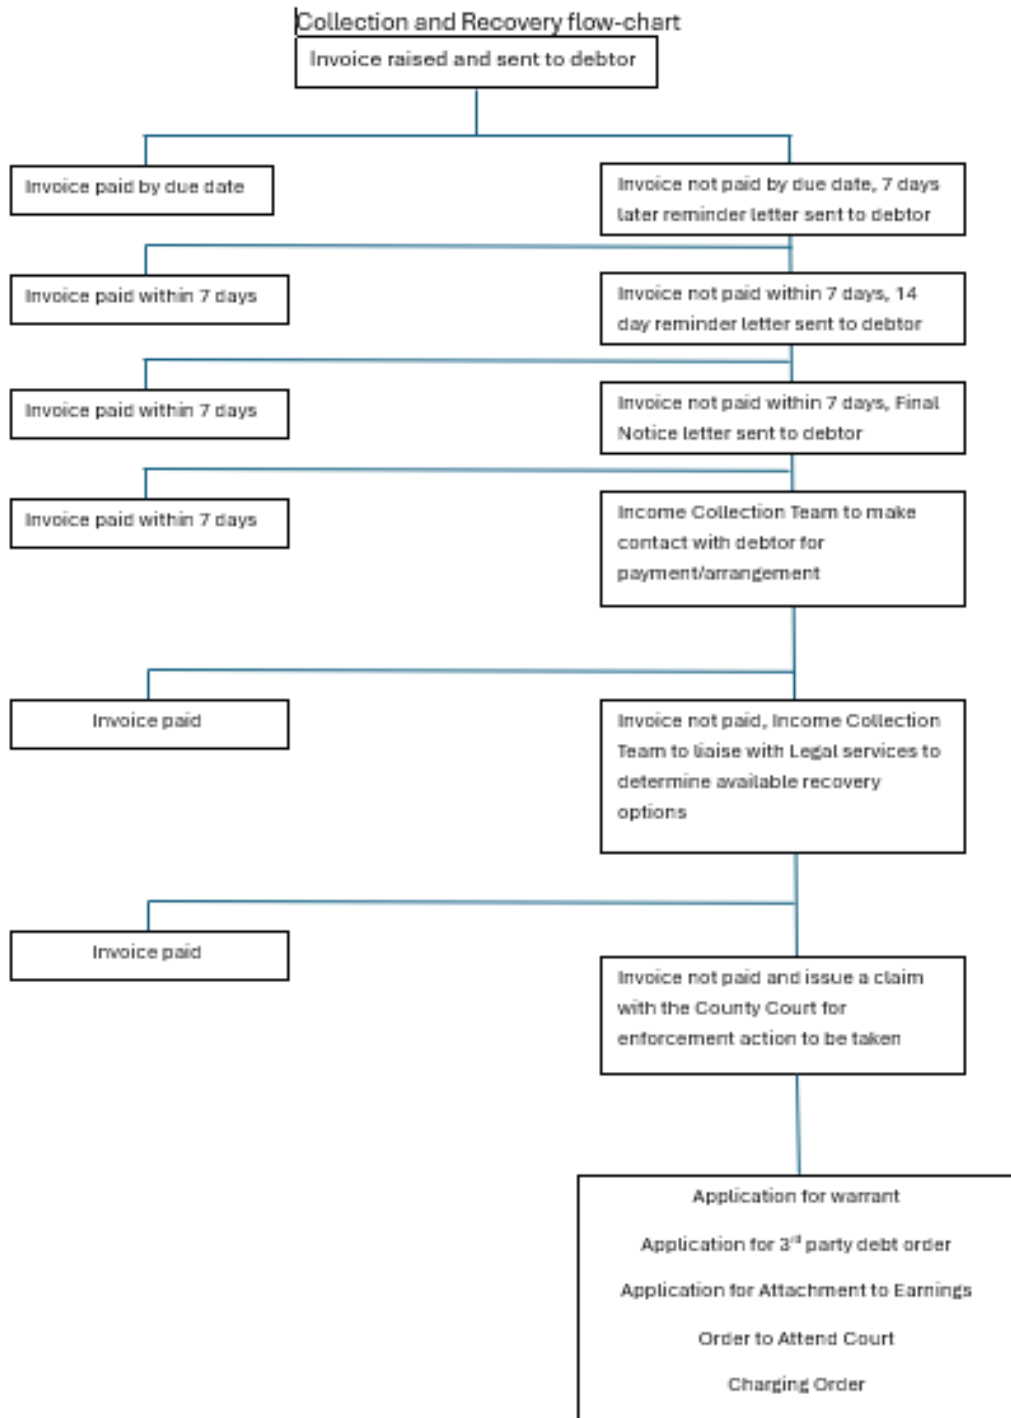 Collection and Recovery flow-chart
Invoice raised and sent to debtor
Invoice paid by due date
Invoice not paid by due date, 7 days
later reminder letter sent to debtor
Invoice paid within 7 days
Invoice not paid within 7 days, 14
day reminder letter sent to debtor
Invoice paid within 7 days
Invoice not paid within 7 days, Final
Notice letter sent to debtor
Invoice paid within 7 days
Income Collection Team to make
contact with debtor for
payment/arrangement
Invoice paid
Invoice not paid, Income Collection
Team to liaise with Legal services to
determine available recovery
options
Invoice paid
Invoice not paid and issue a claim
with the County Court for
enforcement action to be taken
Application for warrant
Application for 3rd party debt order
Application for Attachment to Earnings
Order to Attend Court
Charging Order